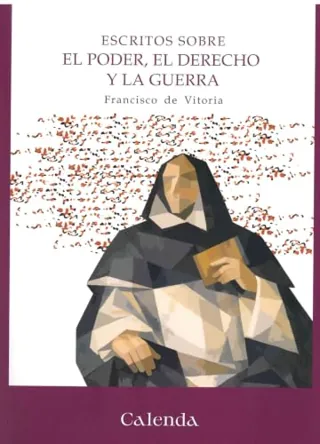 ESCRITOS SOBRE
EL PODER, EL DERECHO
Y LA GUERRA
Francisco de Vitoria
Calenda